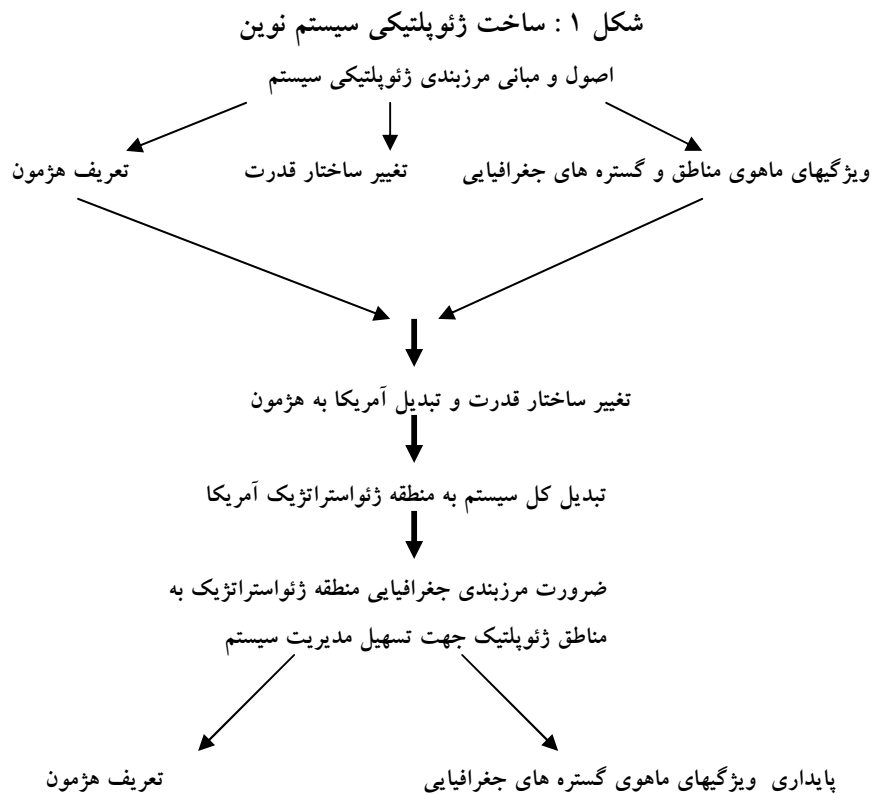 شکل ۱ : ساخت ژئوپلتیکی سیستم نوین
اصول و مبانی مرزبندی ژئوپلتیکی سیستم
ویژگیهای ماهوی مناطق و گستره های جغرافیایی
تغییر ساختار قدرت
تعریف هژمون
تغییر ساختار قدرت و تبدیل آمریکا به هژمون
تبدیل کل سیستم به منطقه ژئواستراتژیک آمریکا
ضرورت مرزبندی جغرافیایی منطقه ژئواستراتژیک به
مناطق ژئوپلتیک جهت تسهیل مدیریت سیستم
پایداری ویژگیهای ماهوی گستره های جغرافیایی
تعریف هژمون